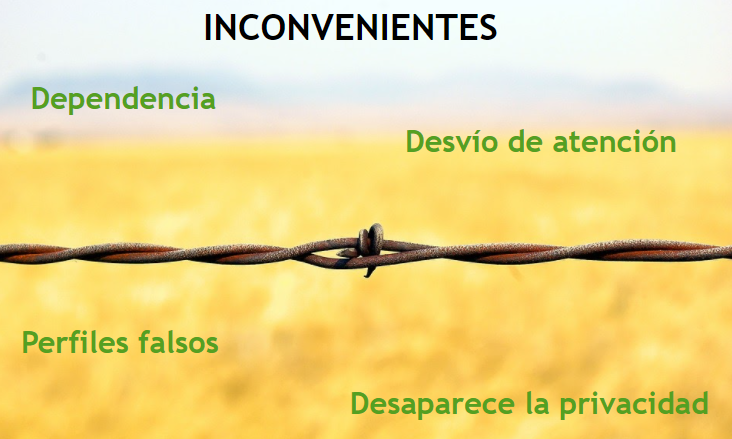 INCONVENIENTES
Dependencia
Desvío de atención
Perfiles falsos
Desaparece la privacidad